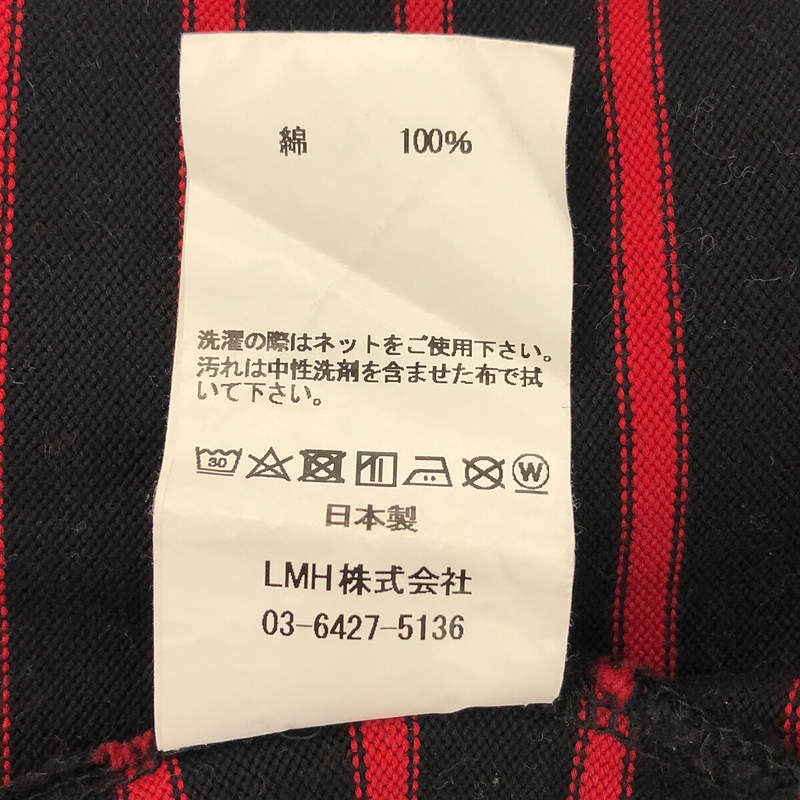 綿 100%
洗濯の際はネットをご使用下さい。
汚れは中性洗剤を含ませた布で拭
いて下さい。
30 W
日本製
LMH株式会社
03-6427-5136